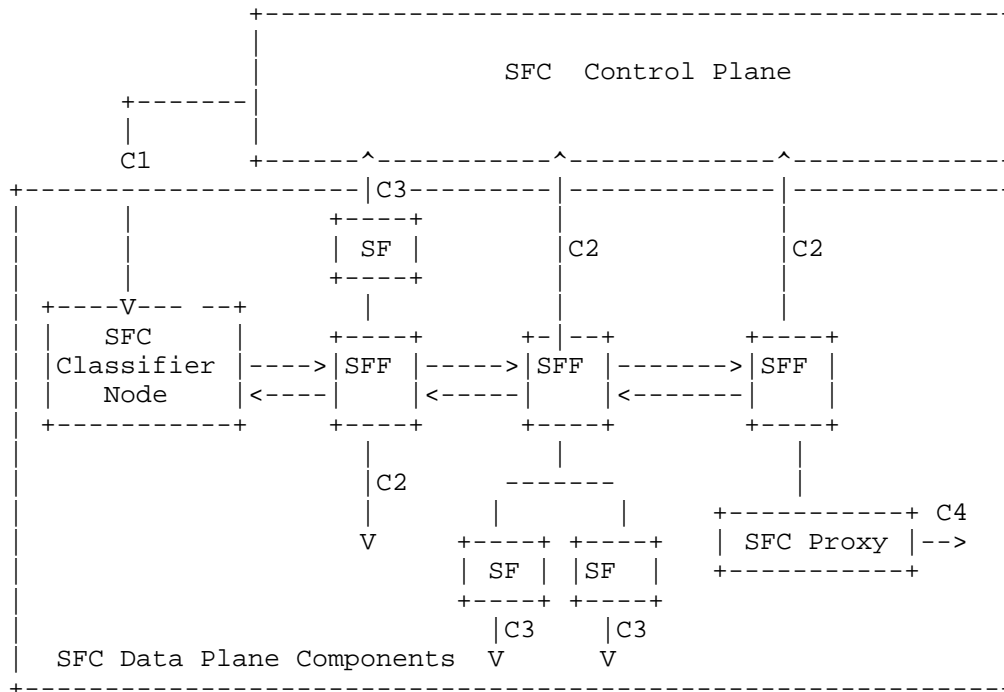 SFC Control Plane
C1
C3
SF
C2 C2
SFC
Classifier
Node
SFF SFF SFF
C2
C4
SFC Proxy
SF SF
C3 C3
SFC Data Plane Components